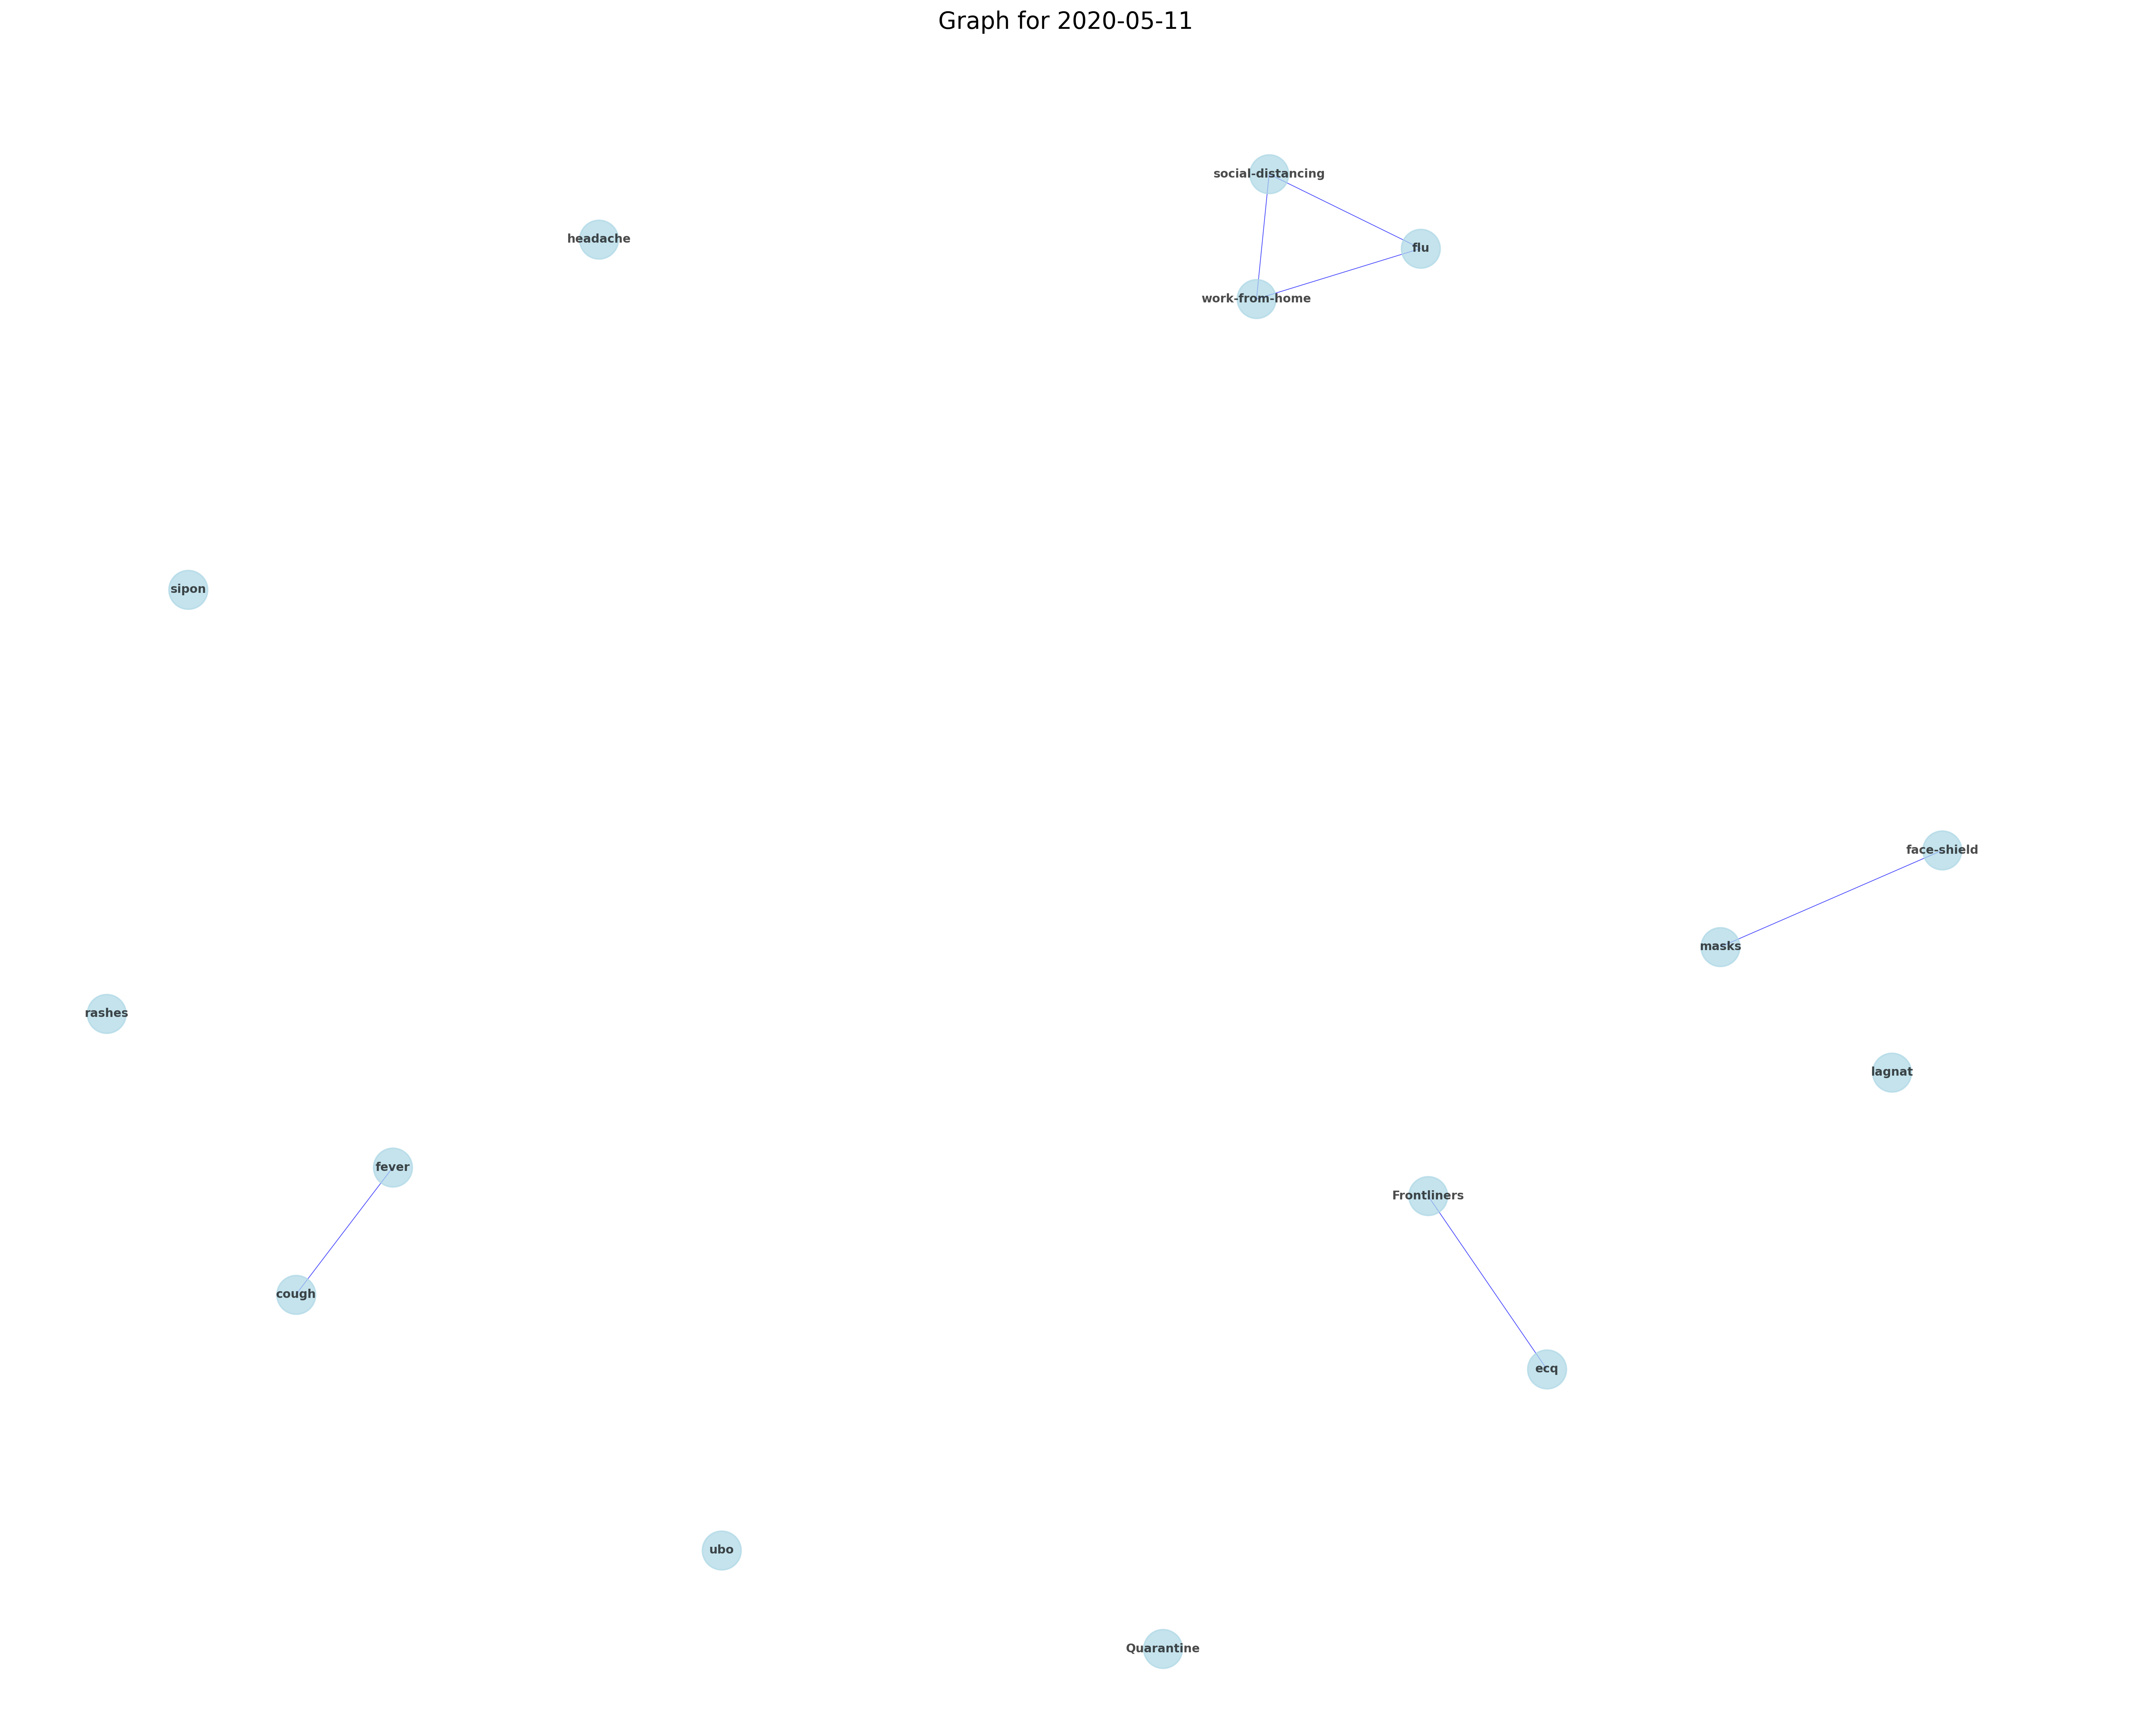 Graph for 2020-05-11
social-distancing
headache
flu
work-from-home
sipon
face-shield
masks
rashes
lagnat
fever
Frontliners
cough
ecq
ubo
Quarantine